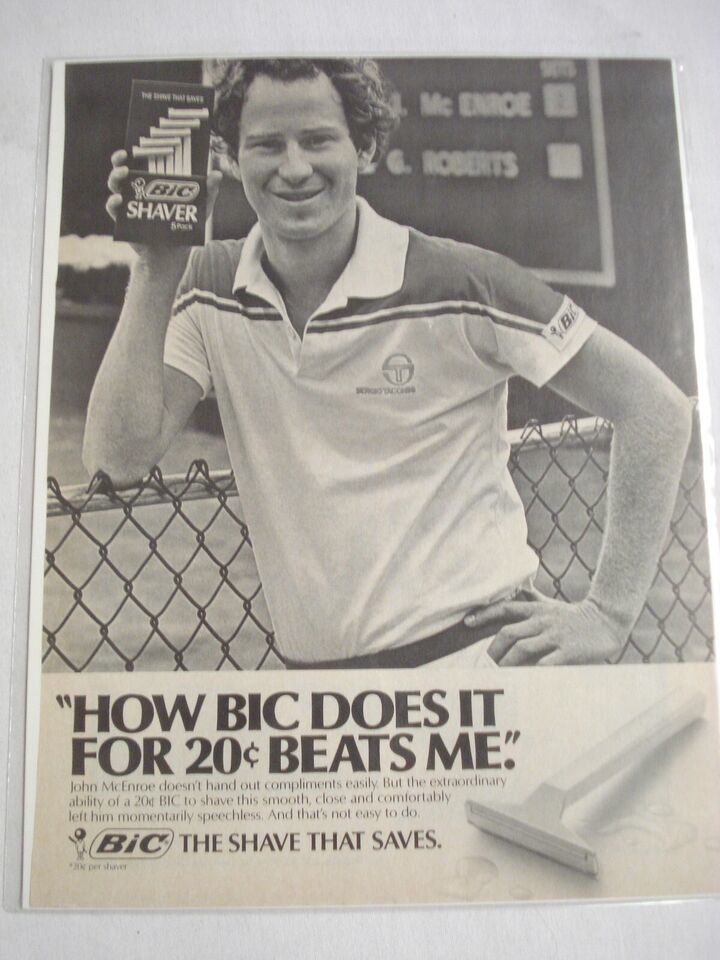 SETS
J. Mc ENROE
G. ROBERTS
THE SHAVE THAT SAVES
BiC
SHAVER
5 Pack
BiC
SERGIO TACCHINI
"HOW BIC DOES IT
FOR 20¢ BEATS ME."
John McEnroe doesn't hand out compliments easily. But the extraordinary
ability of a 20¢ BIC to shave this smooth, close and comfortably
left him momentarily speechless. And that's not easy to do.
BiC THE SHAVE THAT SAVES.
*20¢ per shaver